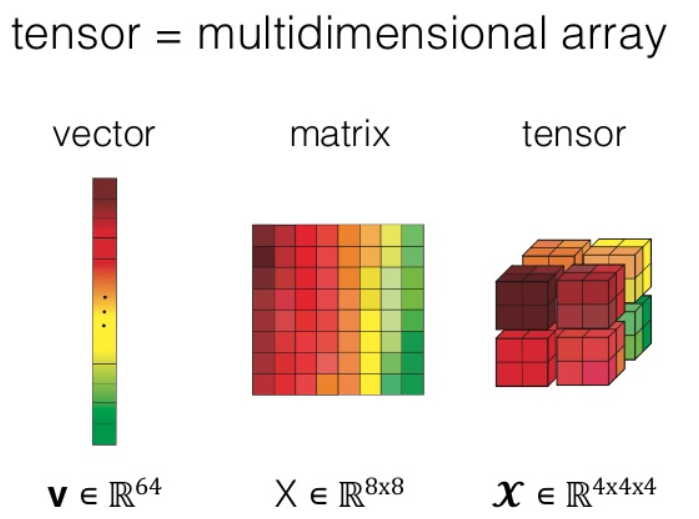 tensor = multidimensional array
vector matrix tensor
𝐯 ∈ ℝ⁶⁴ X ∈ ℝ⁸ˣ⁸ 𝓧 ∈ ℝ⁴ˣ⁴ˣ⁴